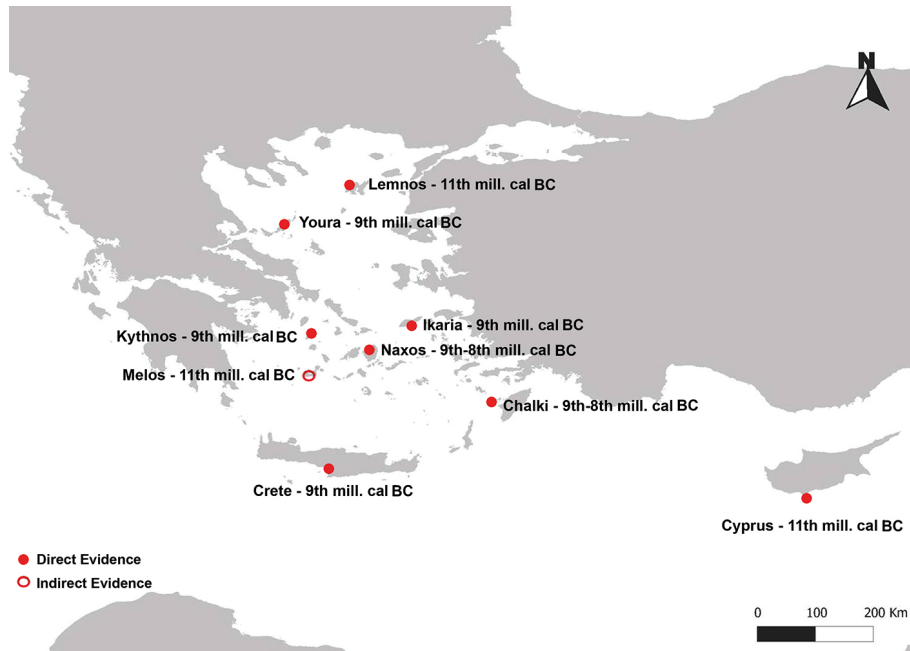 N
Lemnos - 11th mill. cal BC
Youra - 9th mill. cal BC
Ikaria - 9th mill. cal BC
Kythnos - 9th mill. cal BC
Naxos - 9th-8th mill. cal BC
Melos - 11th mill. cal BC
Chalki - 9th-8th mill. cal BC
Crete - 9th mill. cal BC
Cyprus - 11th mill. cal BC
Direct Evidence
Indirect Evidence
0 100 200 Km